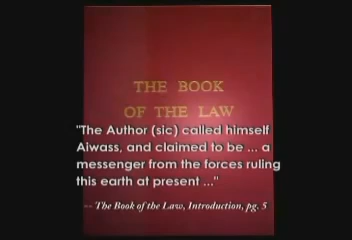 THE BOOK
OF THE LAW
"The Author (sic) called himself
Aiwass, and claimed to be ... a
messenger from the forces ruling
this earth at present ..."
-- The Book of the Law, Introduction, pg. 5